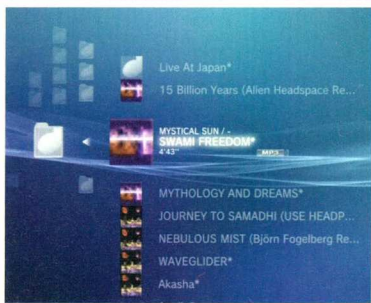 Live At Japan*
15 Billion Years (Alien Headspace Re...
MYSTICAL SUN / -
SWAMI FREEDOM*
4'43"
MP3
MYTHOLOGY AND DREAMS*
JOURNEY TO SAMADHI (USE HEADP...
NEBULOUS MIST (Björn Fogelberg Re...
WAVEGLIDER*
Akasha*